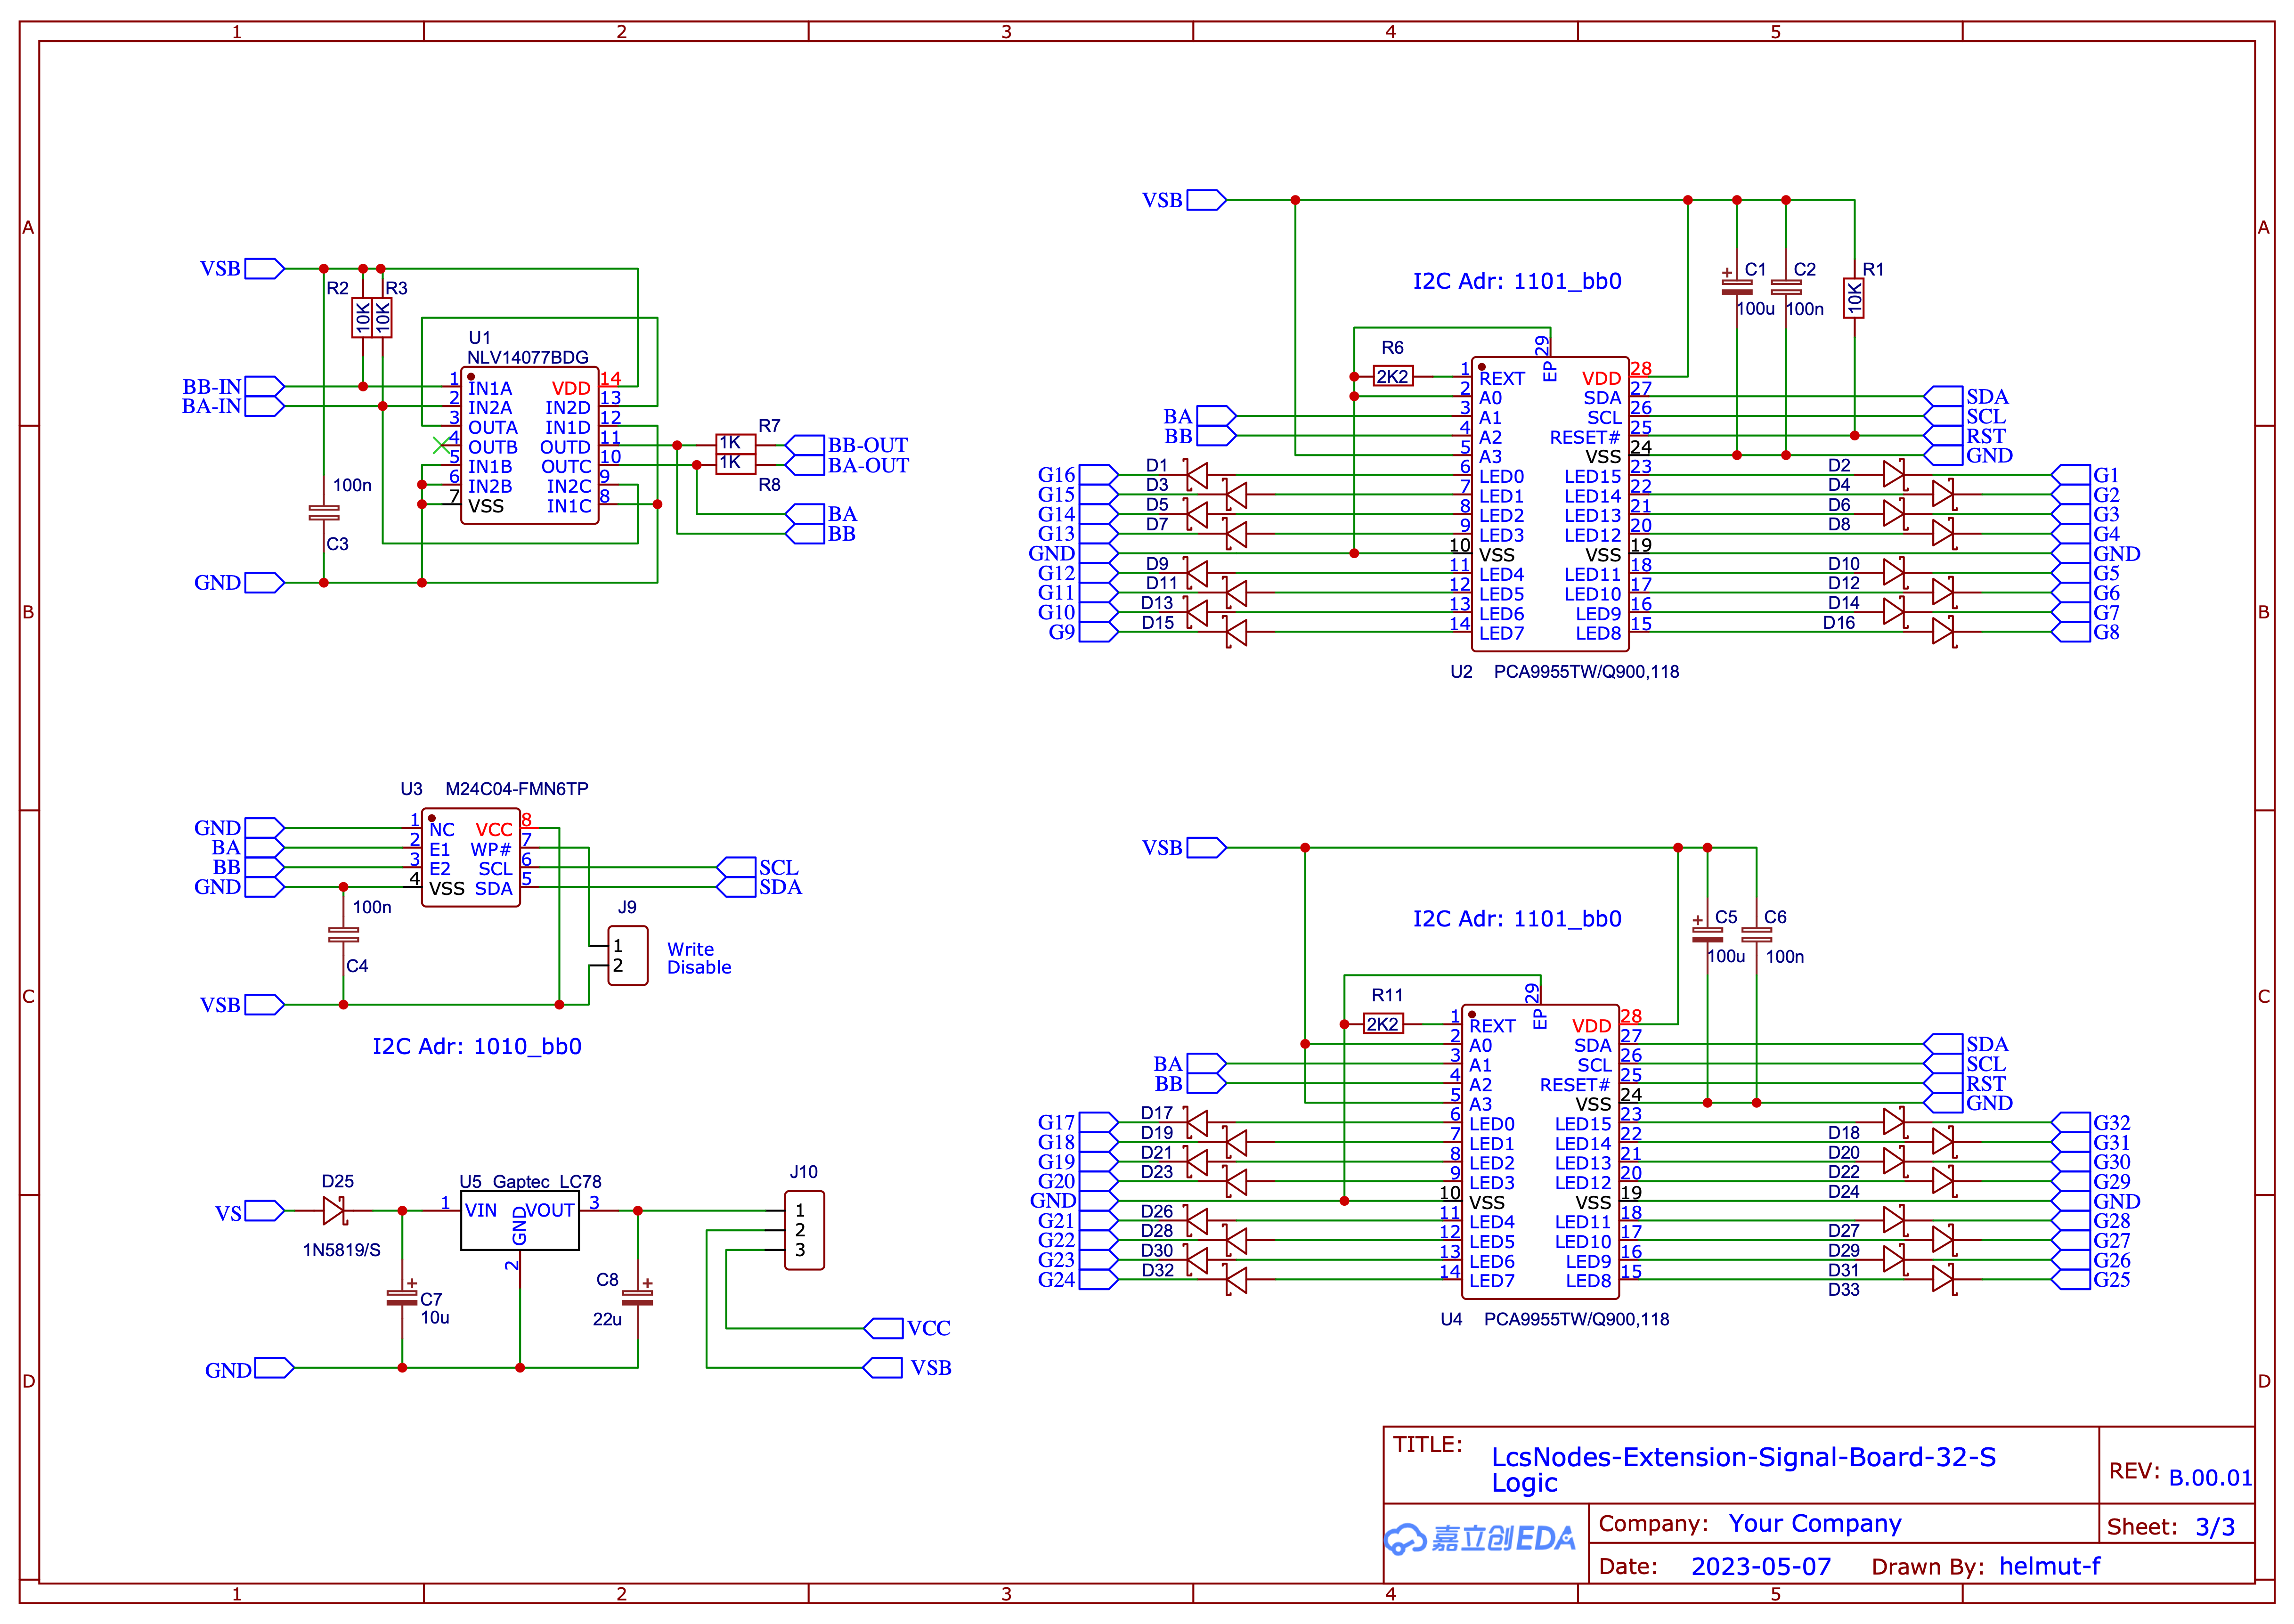 1 2 3 4 5
A
B
C
D
VSB
R2 R3
10K 10K
U1
NLV14077BDG
BB-IN
BA-IN
1 IN1A VDD 14
2 IN2A IN2D 13
3 OUTA IN1D 12
4 OUTB OUTD 11
5 IN1B OUTC 10
6 IN2B IN2C 9
7 VSS IN1C 8
R7
1K
1K
R8
BB-OUT
BA-OUT
BA
BB
100n
C3
GND
VSB
I2C Adr: 1101_bb0
C1 C2 R1
+
100u 100n 10K
R6
2K2
29
EP
BA
BB
1 REXT VDD 28
2 A0 SDA 27 SDA
3 A1 SCL 26 SCL
4 A2 RESET# 25 RST
5 A3 VSS 24 GND
G16 D1 6 LED0 LED15 23 D2 G1
G15 D3 7 LED1 LED14 22 D4 G2
G14 D5 8 LED2 LED13 21 D6 G3
G13 D7 9 LED3 LED12 20 D8 G4
GND 10 VSS VSS 19 GND
G12 D9 11 LED4 LED11 18 D10 G5
G11 D11 12 LED5 LED10 17 D12 G6
G10 D13 13 LED6 LED9 16 D14 G7
G9 D15 14 LED7 LED8 15 D16 G8
U2 PCA9955TW/Q900,118
U3 M24C04-FMN6TP
GND 1 NC VCC 8
BA 2 E1 WP# 7
BB 3 E2 SCL 6 SCL
GND 4 VSS SDA 5 SDA
100n
C4
J9
1
2
Write
Disable
VSB
I2C Adr: 1010_bb0
VSB
I2C Adr: 1101_bb0
C5 C6
+
100u 100n
R11
2K2
29
EP
BA
BB
1 REXT VDD 28
2 A0 SDA 27 SDA
3 A1 SCL 26 SCL
4 A2 RESET# 25 RST
5 A3 VSS 24 GND
G17 D17 6 LED0 LED15 23 G32
G18 D19 7 LED1 LED14 22 D18 G31
G19 D21 8 LED2 LED13 21 D20 G30
G20 D23 9 LED3 LED12 20 D22 G29
GND 10 VSS VSS 19 D24 GND
G21 D26 11 LED4 LED11 18 G28
G22 D28 12 LED5 LED10 17 D27 G27
G23 D30 13 LED6 LED9 16 D29 G26
G24 D32 14 LED7 LED8 15 D31 G25
D33
U4 PCA9955TW/Q900,118
D25
U5 Gaptec_LC78
J10
VS
1 VIN VOUT 3
GND
2
1N5819/S
1
2
3
+
C7
10u
C8 +
22u
VCC
VSB
GND
TITLE:
LcsNodes-Extension-Signal-Board-32-S
Logic
REV: B.00.01
嘉立创EDA
Company: Your Company
Sheet: 3/3
Date: 2023-05-07 Drawn By: helmut-f
A
B
C
D
1 2 3 4 5